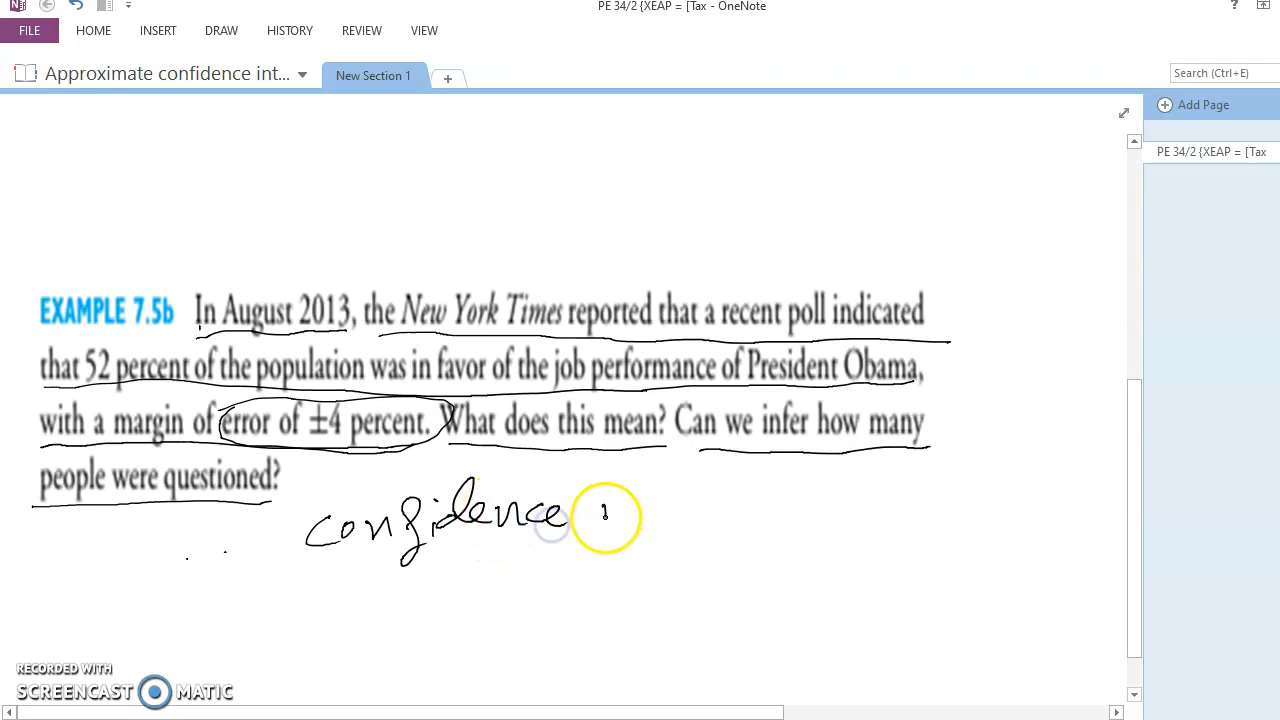 PE 34/2 {XEAP = [Tax - OneNote
FILE HOME INSERT DRAW HISTORY REVIEW VIEW
Approximate confidence int... New Section 1
Search (Ctrl+E)
Add Page
PE 34/2 {XEAP = [Tax
EXAMPLE 7.5b In August 2013, the New York Times reported that a recent poll indicated
that 52 percent of the population was in favor of the job performance of President Obama,
with a margin of error of ±4 percent. What does this mean? Can we infer how many
people were questioned?
confidence
RECORDED WITH
SCREENCAST MATIC